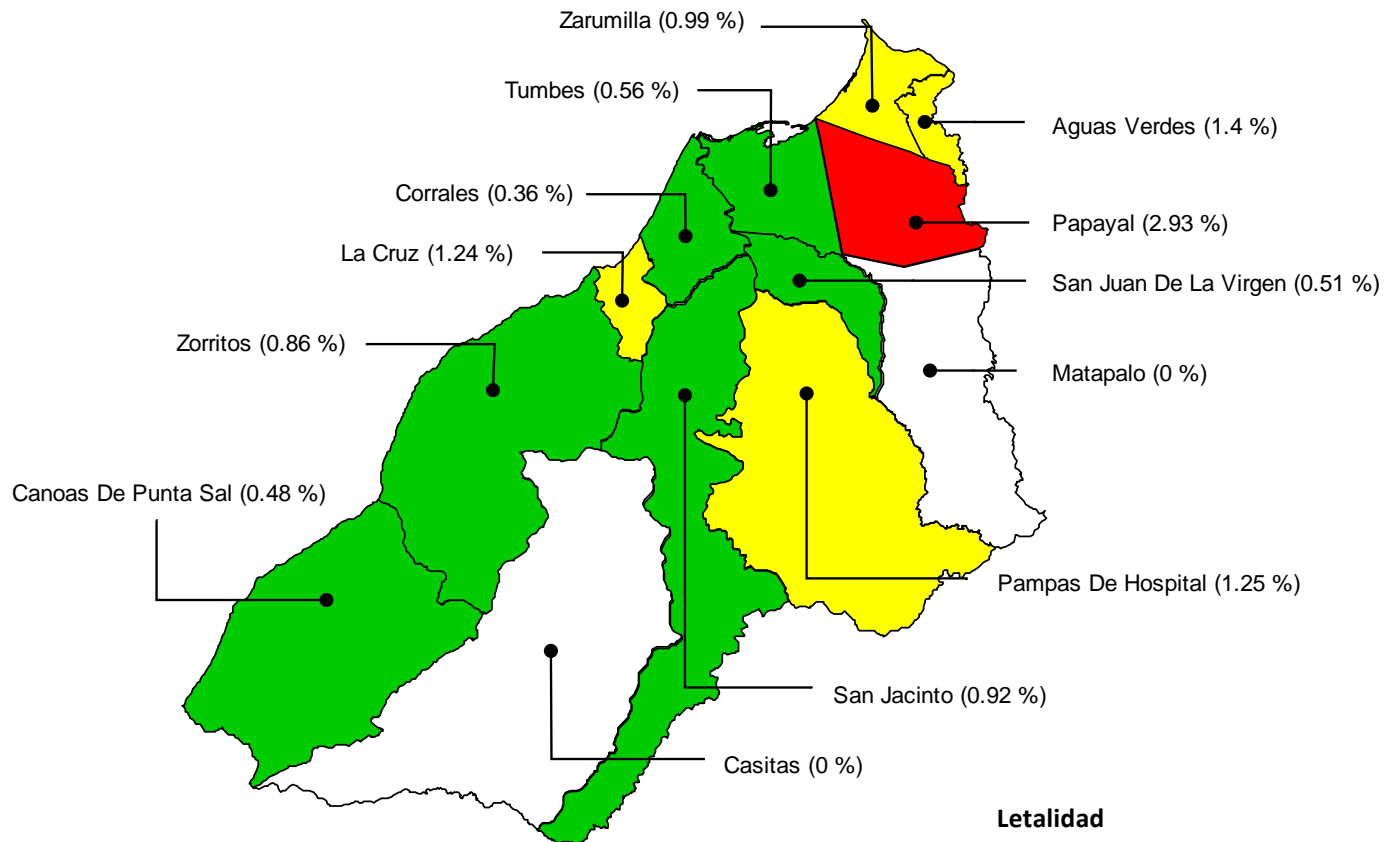 Zarumilla (0.99 %)
Tumbes (0.56 %)
Aguas Verdes (1.4 %)
Corrales (0.36 %)
Papayal (2.93 %)
La Cruz (1.24 %)
San Juan De La Virgen (0.51 %)
Zorritos (0.86 %)
Matapalo (0 %)
Canoas De Punta Sal (0.48 %)
Pampas De Hospital (1.25 %)
San Jacinto (0.92 %)
Casitas (0 %)
Letalidad